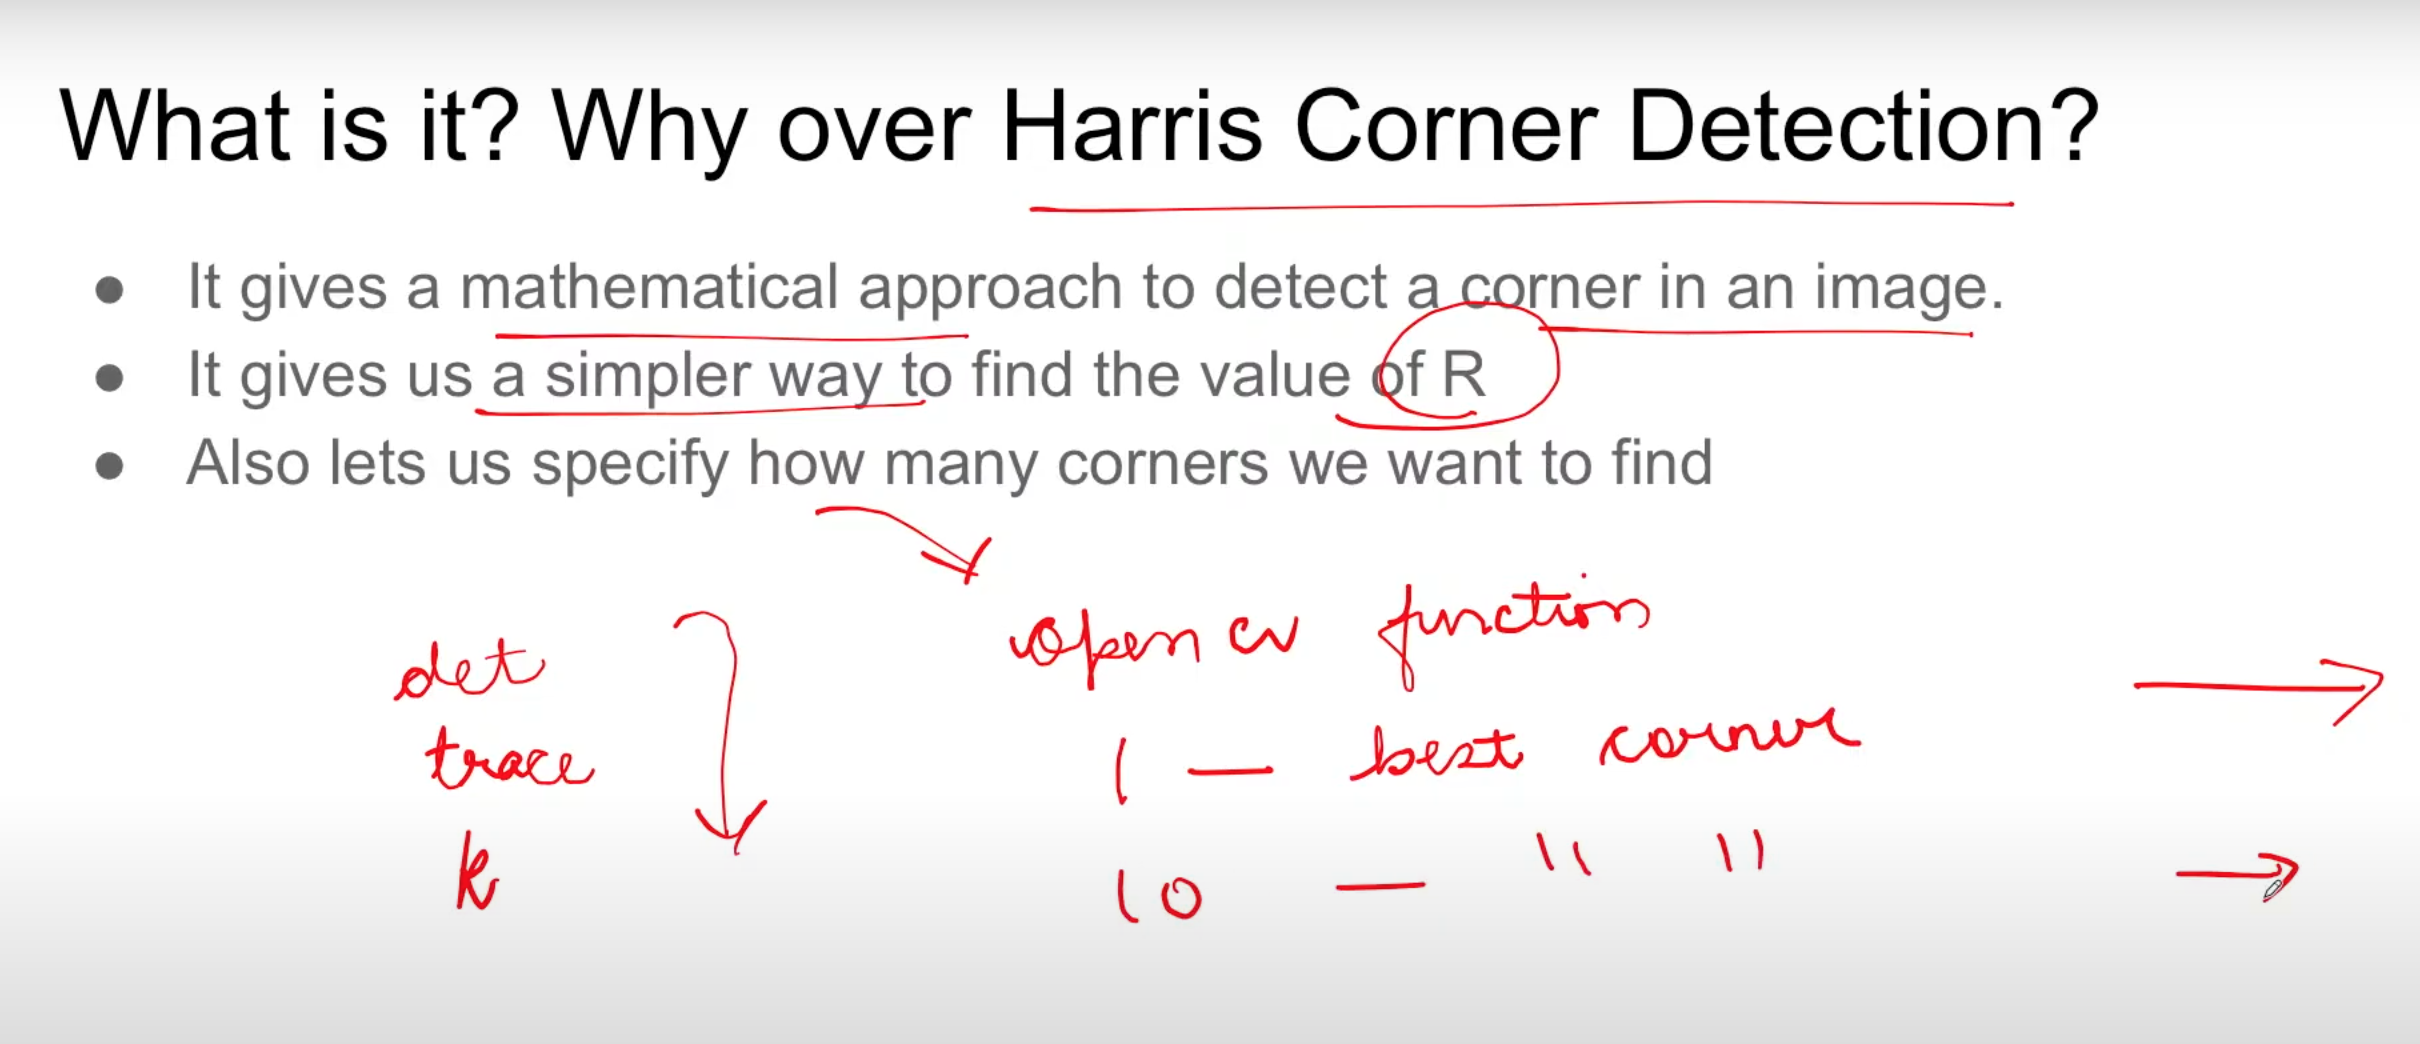 What is it? Why over Harris Corner Detection?
● It gives a mathematical approach to detect a corner in an image.
● It gives us a simpler way to find the value of R
● Also lets us specify how many corners we want to find
det
trace
k
open cv function
1 — best corner
10 — " "